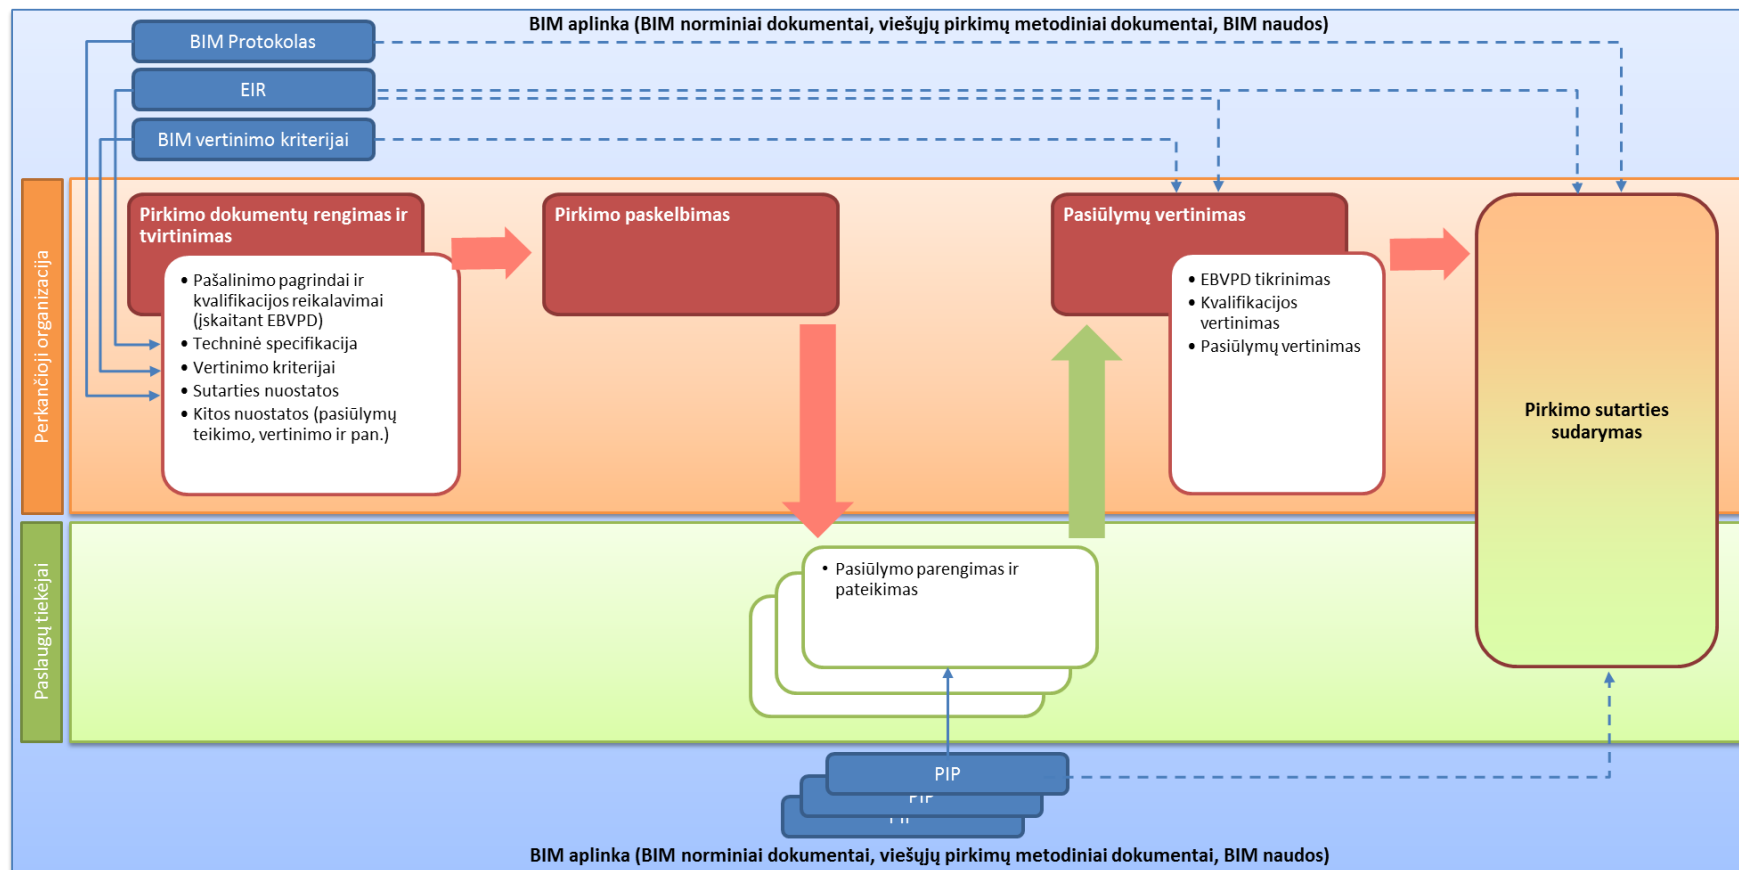 BIM aplinka (BIM norminiai dokumentai, viešųjų pirkimų metodiniai dokumentai, BIM naudos)
BIM Protokolas
EIR
BIM vertinimo kriterijai
Perkančioji organizacija
Pirkimo dokumentų rengimas ir
tvirtinimas
• Pašalinimo pagrindai ir
kvalifikacijos reikalavimai
(įskaitant EBVPD)
• Techninė specifikacija
• Vertinimo kriterijai
• Sutarties nuostatos
• Kitos nuostatos (pasiūlymų
teikimo, vertinimo ir pan.)
Pirkimo paskelbimas
Pasiūlymų vertinimas
• EBVPD tikrinimas
• Kvalifikacijos
vertinimas
• Pasiūlymų vertinimas
Pirkimo sutarties
sudarymas
Paslaugų tiekėjai
• Pasiūlymo parengimas ir
pateikimas
PIP
PIP
PIP
BIM aplinka (BIM norminiai dokumentai, viešųjų pirkimų metodiniai dokumentai, BIM naudos)